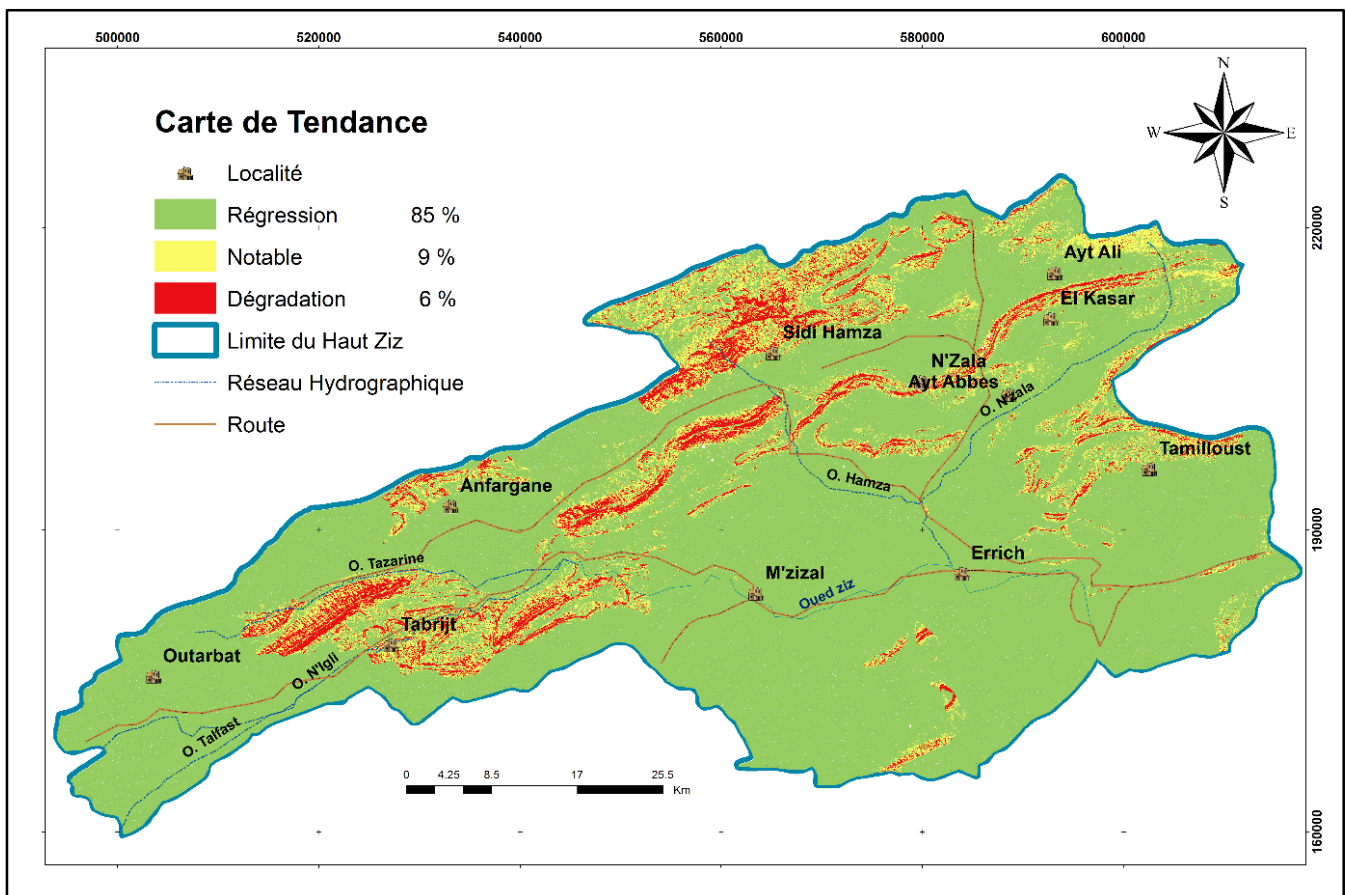 500000 520000 540000 560000 580000 600000
N
W E
S
Carte de Tendance
Localité
Régression 85 %
Notable 9 %
Dégradation 6 %
Limite du Haut Ziz
Réseau Hydrographique
Route
220000
190000
160000
Ayt Ali
El Kasar
Sidi Hamza
N'Zala
Ayt Abbes
O. N'zala
Tamilloust
Anfargane
O. Hamza
O. Tazarine
Errich
M'zizal
Oued ziz
Tabrijt
Outarbat
O. N'Igli
O. Talfast
0 4.25 8.5 17 25.5
Km